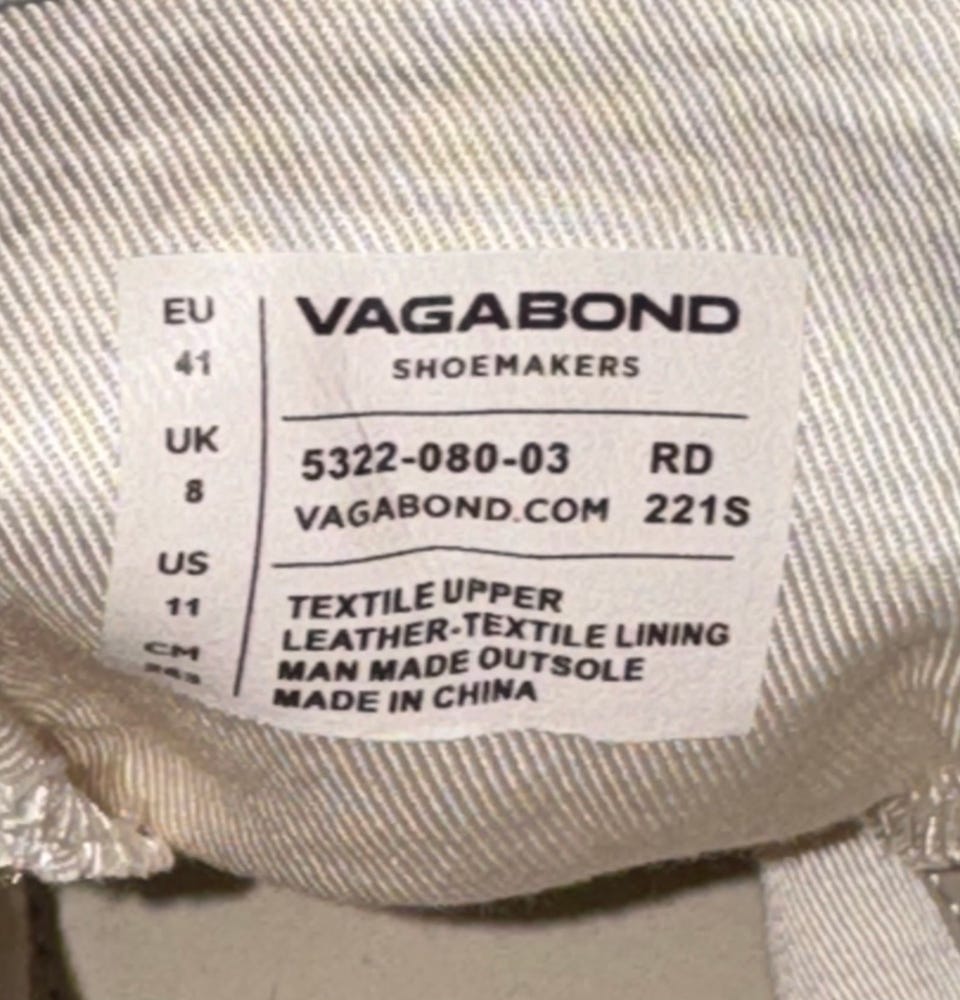 EU
41
UK
8
US
11
CM
VAGABOND
SHOEMAKERS
5322-080-03 RD
VAGABOND.COM 221S
TEXTILE UPPER
LEATHER-TEXTILE LINING
MAN MADE OUTSOLE
MADE IN CHINA